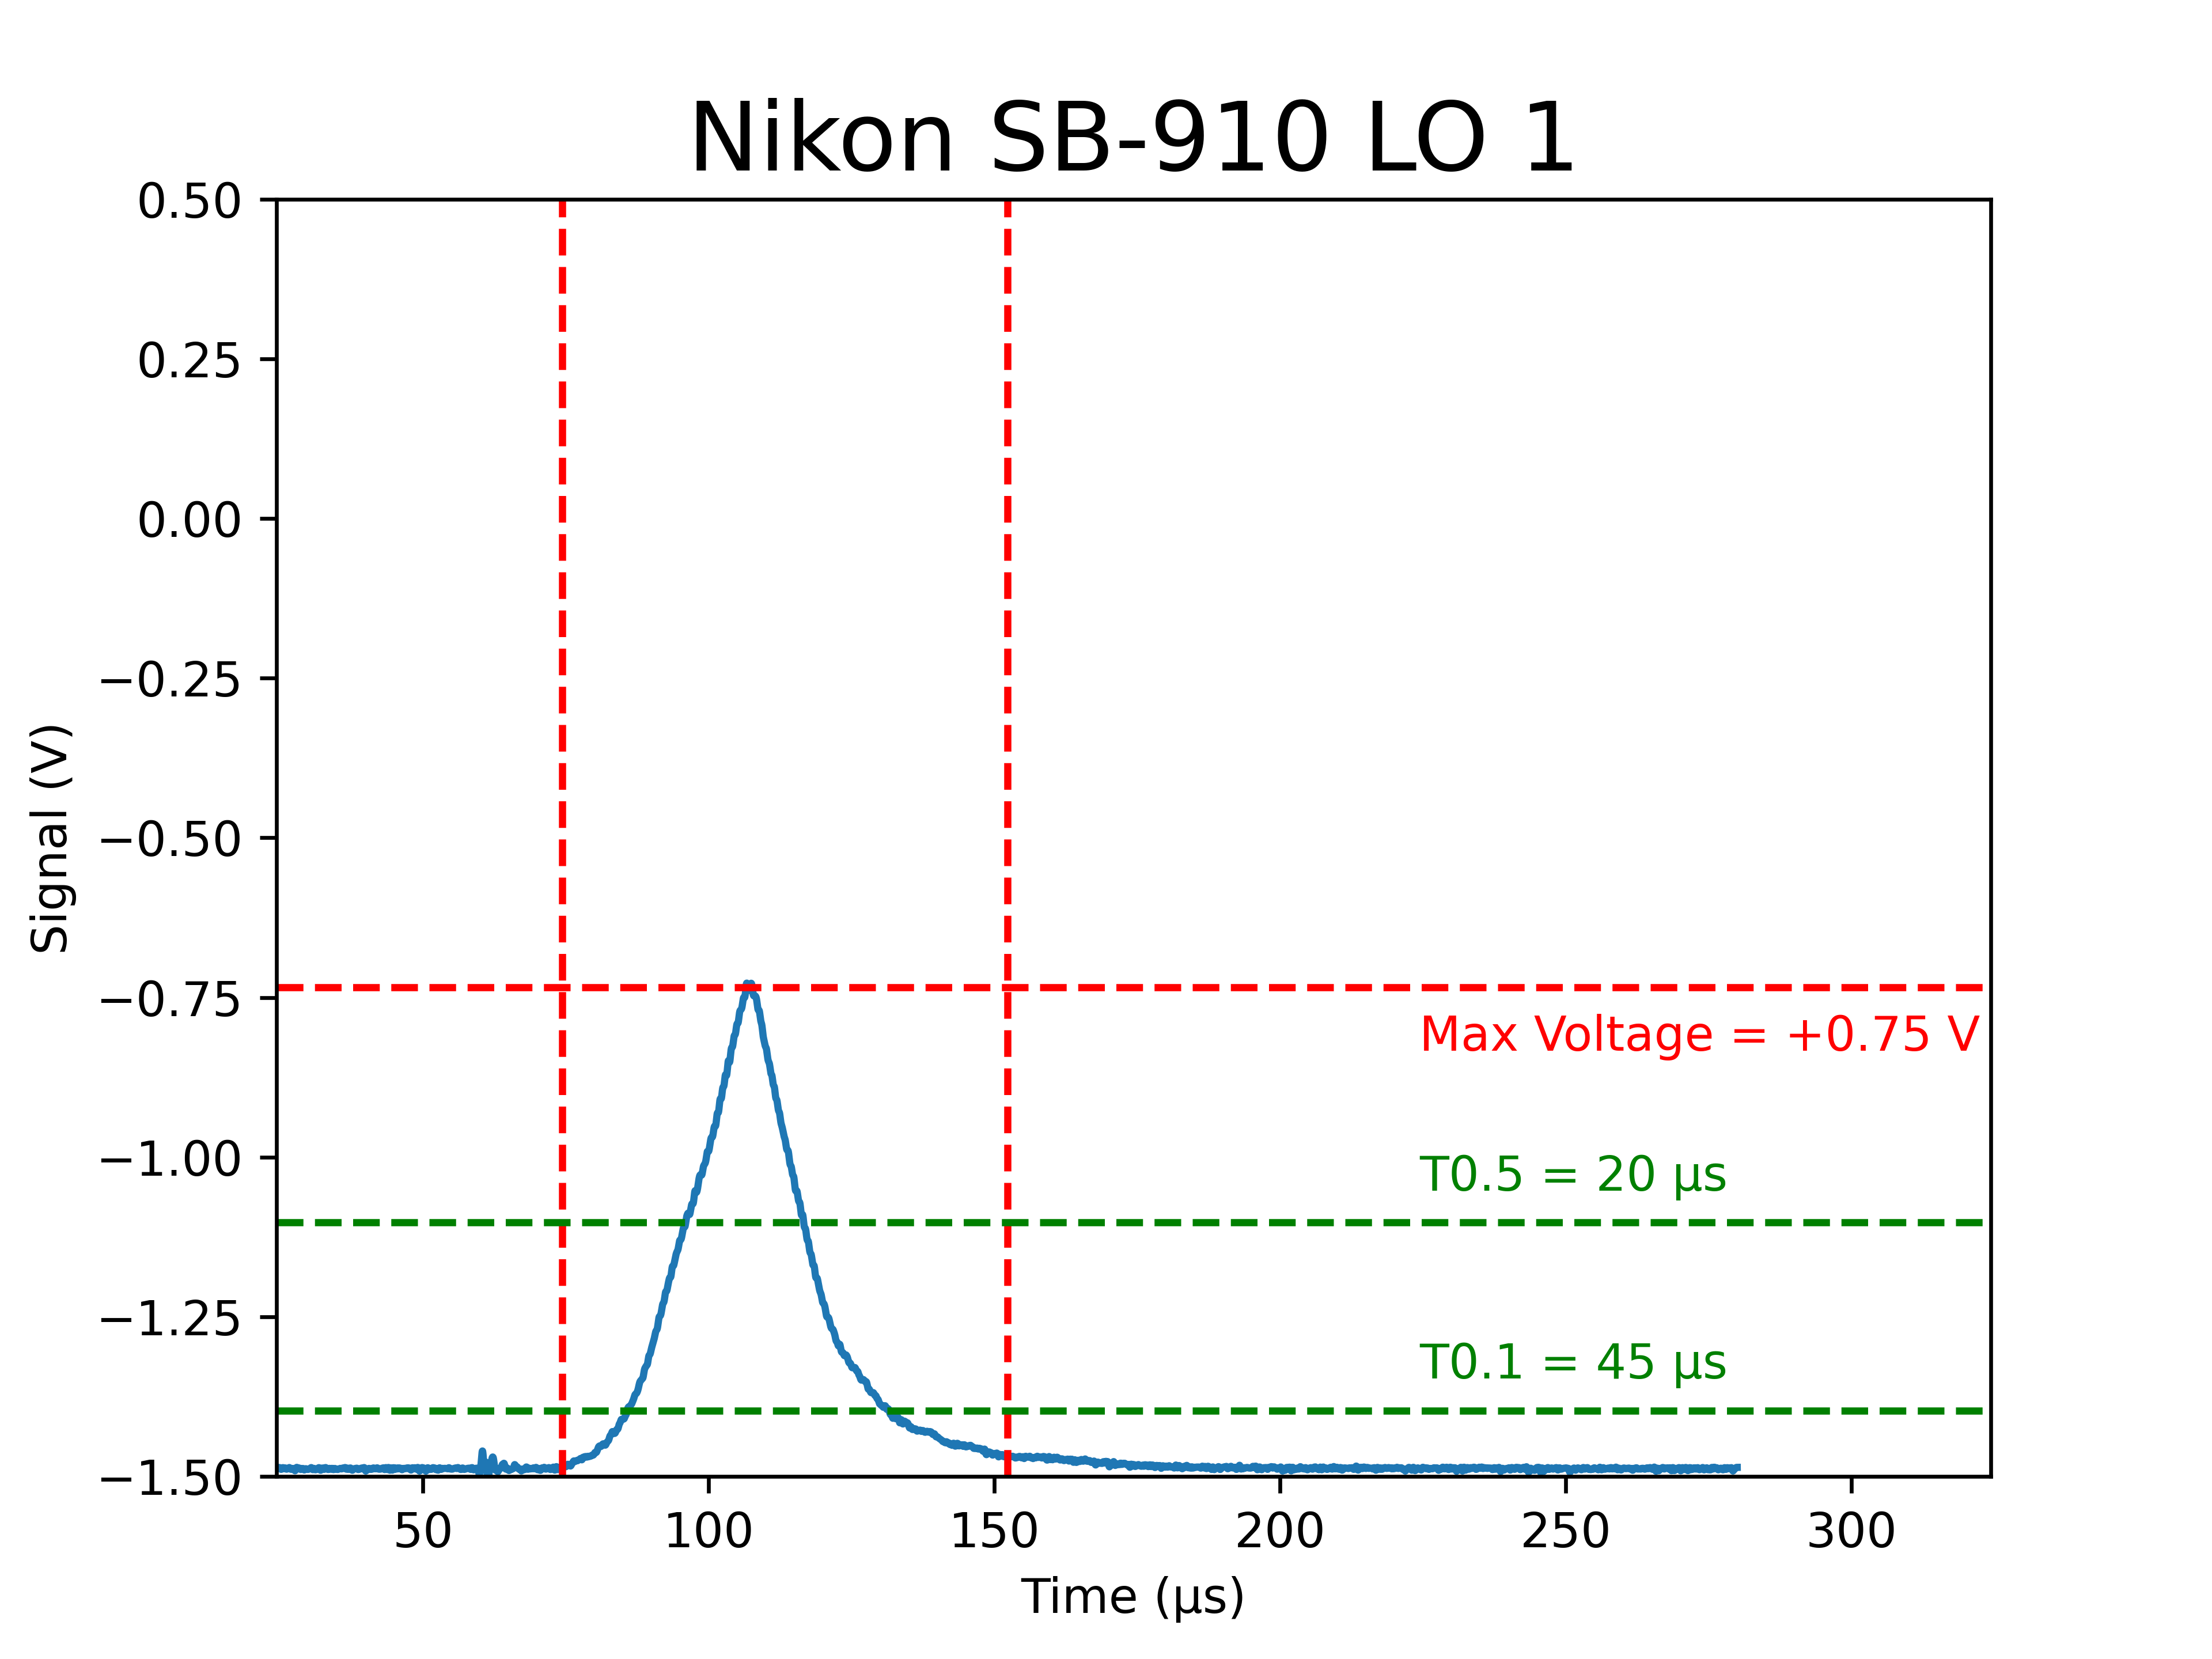 Nikon SB-910 LO 1
0.50
0.25
0.00
−0.25
−0.50
−0.75
−1.00
−1.25
−1.50
Signal (V)
Max Voltage = +0.75 V
T0.5 = 20 µs
T0.1 = 45 µs
50 100 150 200 250 300
Time (µs)